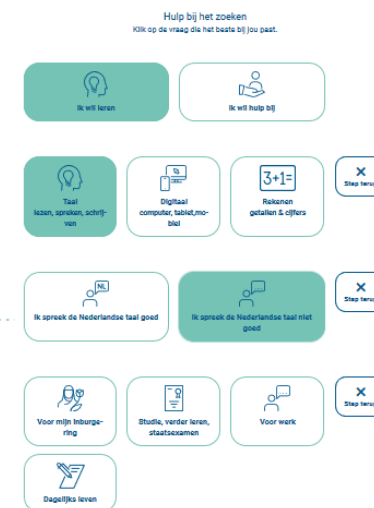 Hulp bij het zoeken
Klik op de vraag die het beste bij jou past.
Ik wil leren
Ik wil hulp bij
Taal
lezen, spreken, schrij-
ven
Digitaal
computer, tablet,mo-
biel
3+1=
Rekenen
getallen & cijfers
Stap terug
NL
Ik spreek de Nederlandse taal goed
Ik spreek de Nederlandse taal niet
goed
Stap terug
Voor mijn Inburge-
ring
Studie, verder leren,
staatsexamen
Voor werk
Stap terug
Dagelijks leven